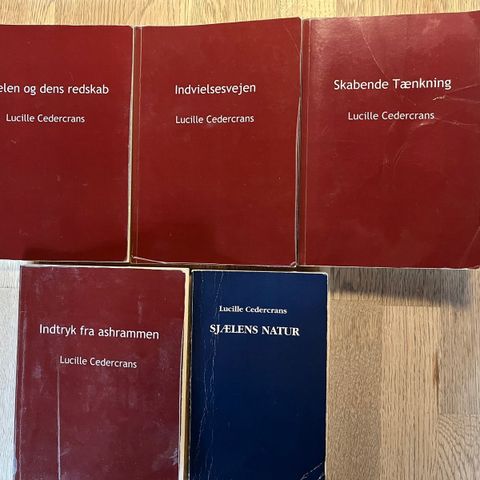 elen og dens redskab
Lucille Cedercrans
Indvielsesvejen
Lucille Cedercrans
Skabende Tænkning
Lucille Cedercrans
Indtryk fra ashrammen
Lucille Cedercrans
Lucille Cedercrans
SJÆLENS NATUR